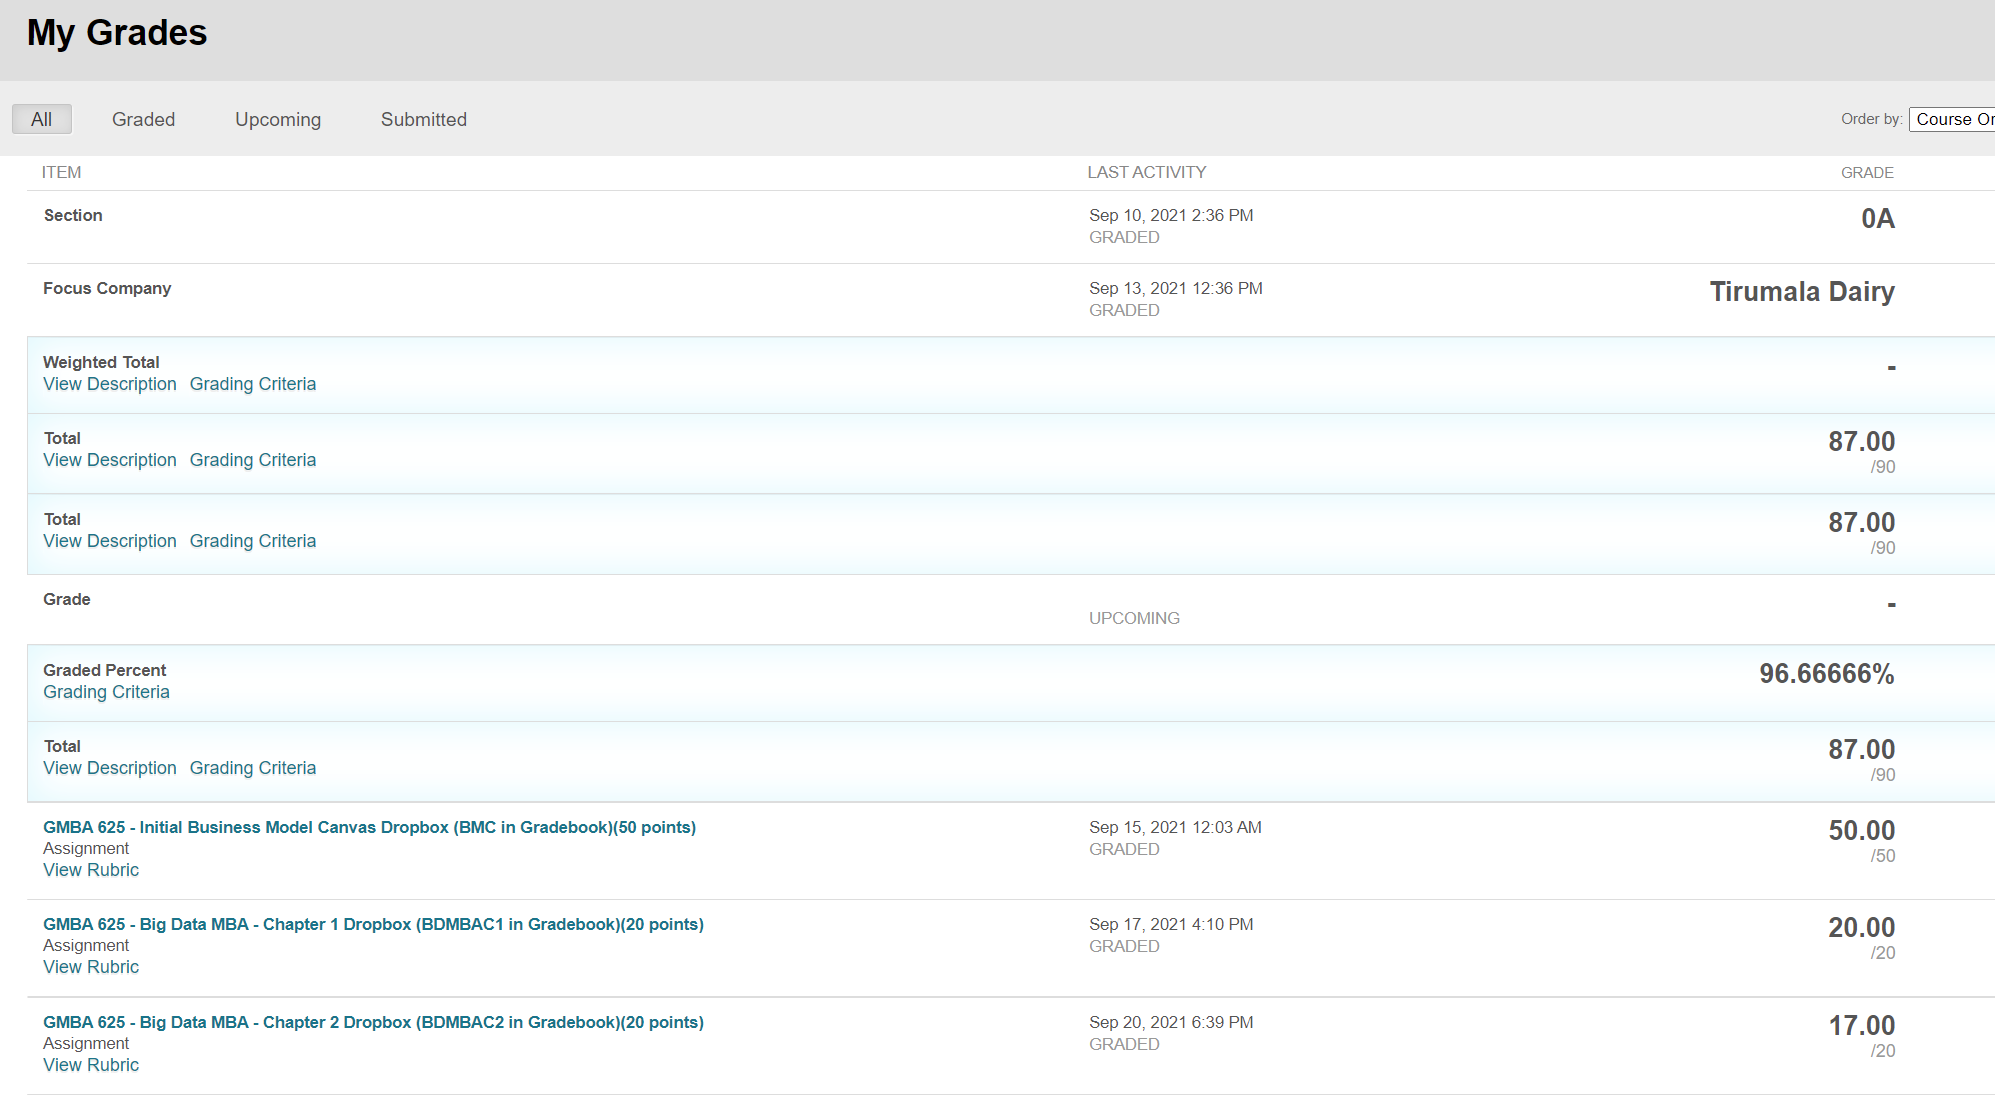 My Grades
All Graded Upcoming Submitted Order by: Course Or
ITEM LAST ACTIVITY GRADE
Section Sep 10, 2021 2:36 PM 0A
GRADED
Focus Company Sep 13, 2021 12:36 PM Tirumala Dairy
GRADED
Weighted Total -
View Description Grading Criteria
Total 87.00
View Description Grading Criteria /90
Total 87.00
View Description Grading Criteria /90
Grade -
UPCOMING
Graded Percent 96.66666%
Grading Criteria
Total 87.00
View Description Grading Criteria /90
GMBA 625 - Initial Business Model Canvas Dropbox (BMC in Gradebook)(50 points) Sep 15, 2021 12:03 AM 50.00
Assignment GRADED /50
View Rubric
GMBA 625 - Big Data MBA - Chapter 1 Dropbox (BDMBAC1 in Gradebook)(20 points) Sep 17, 2021 4:10 PM 20.00
Assignment GRADED /20
View Rubric
GMBA 625 - Big Data MBA - Chapter 2 Dropbox (BDMBAC2 in Gradebook)(20 points) Sep 20, 2021 6:39 PM 17.00
Assignment GRADED /20
View Rubric